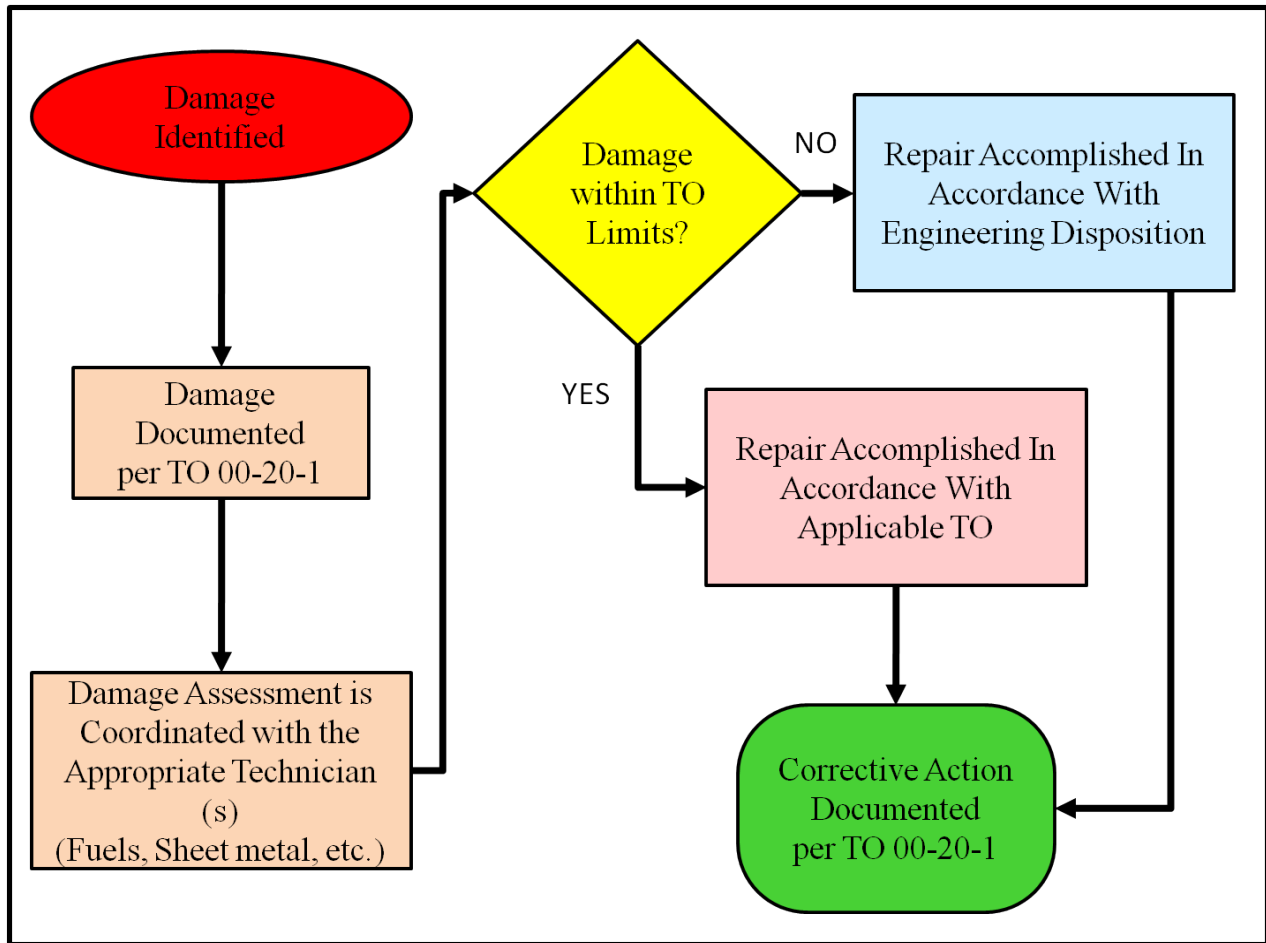 Damage
Identified
Damage
Documented
per TO 00-20-1
Damage Assessment is
Coordinated with the
Appropriate Technician
(s)
(Fuels, Sheet metal, etc.)
Damage
within TO
Limits?
NO
Repair Accomplished In
Accordance With
Engineering Disposition
YES
Repair Accomplished In
Accordance With
Applicable TO
Corrective Action
Documented
per TO 00-20-1